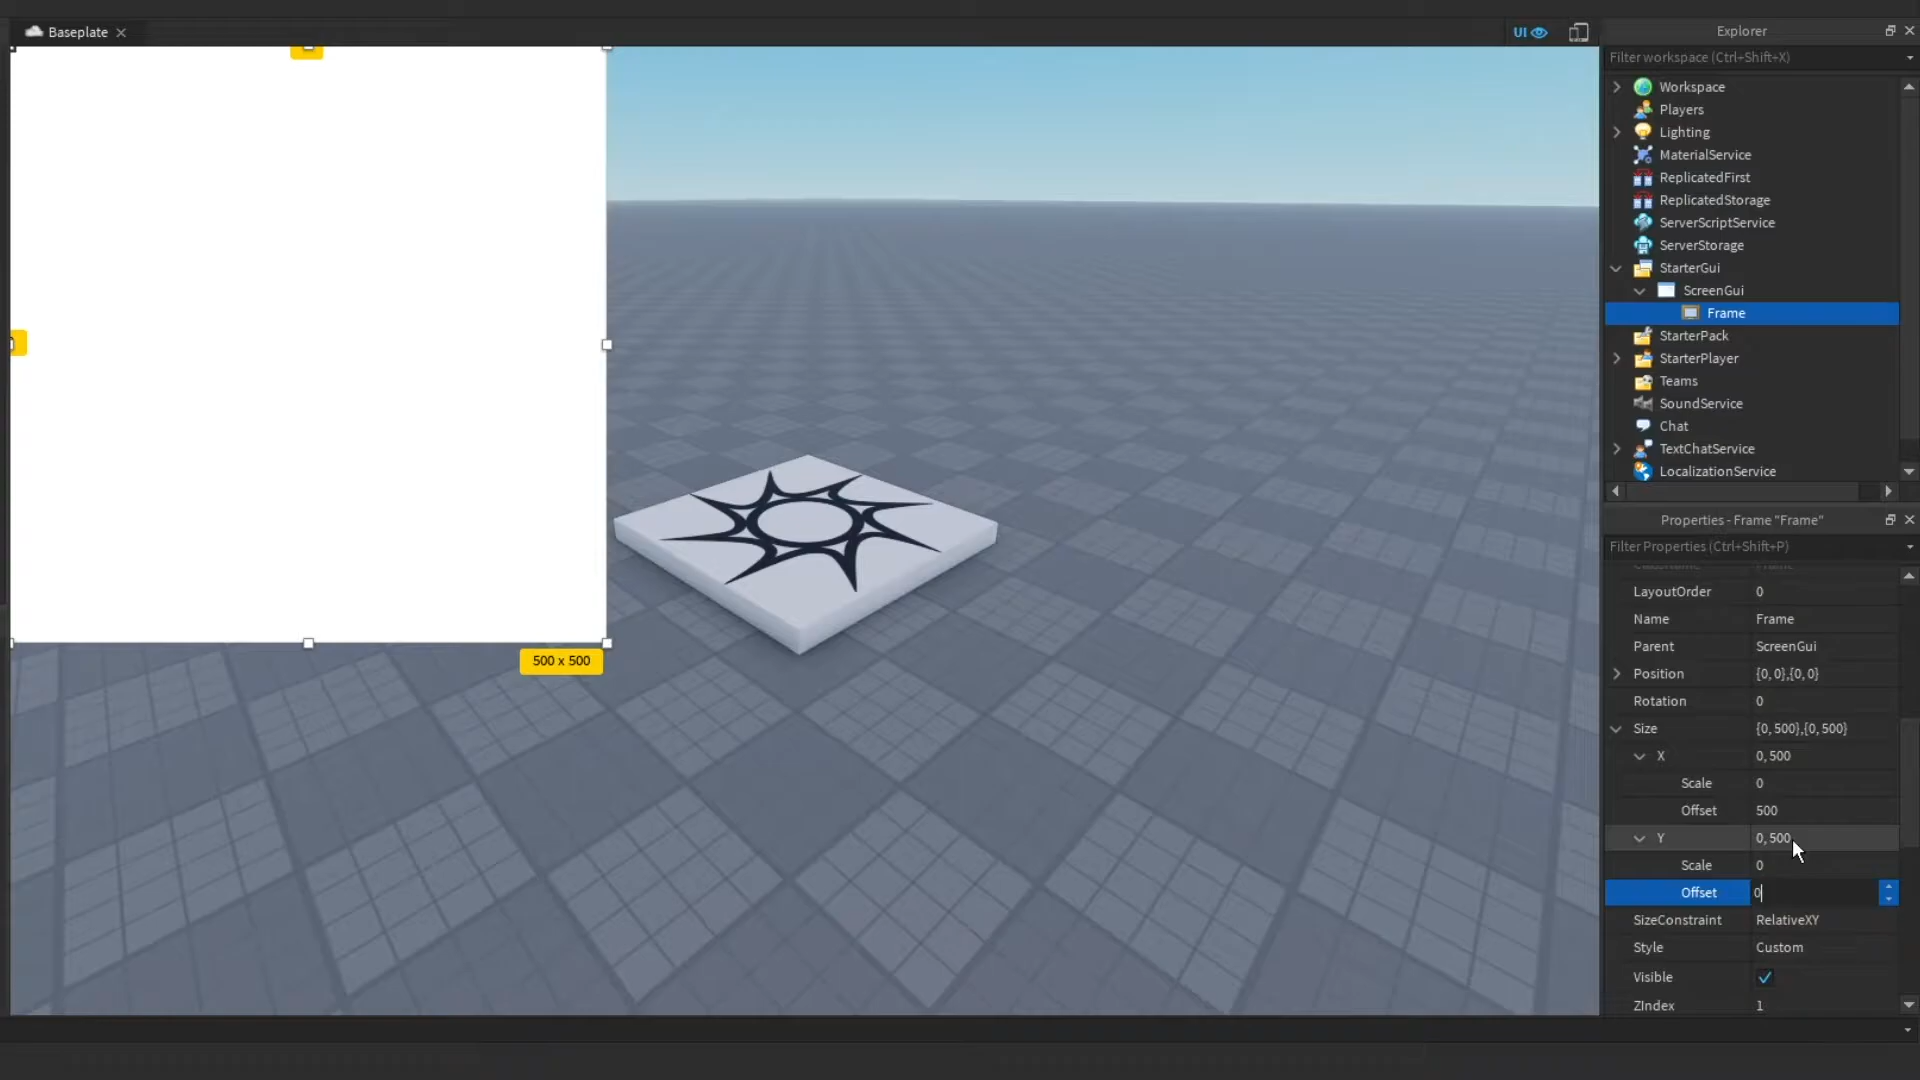 Baseplate
UI
Explorer
Filter workspace (Ctrl+Shift+X)
Workspace
Players
Lighting
MaterialService
ReplicatedFirst
ReplicatedStorage
ServerScriptService
ServerStorage
StarterGui
ScreenGui
Frame
StarterPack
StarterPlayer
Teams
SoundService
Chat
TextChatService
LocalizationService
500 x 500
Properties - Frame "Frame"
Filter Properties (Ctrl+Shift+P)
LayoutOrder 0
Name Frame
Parent ScreenGui
Position {0, 0},{0, 0}
Rotation 0
Size {0, 500},{0, 500}
X 0, 500
Scale 0
Offset 500
Y 0, 500
Scale 0
Offset 0
SizeConstraint RelativeXY
Style Custom
Visible
ZIndex 1